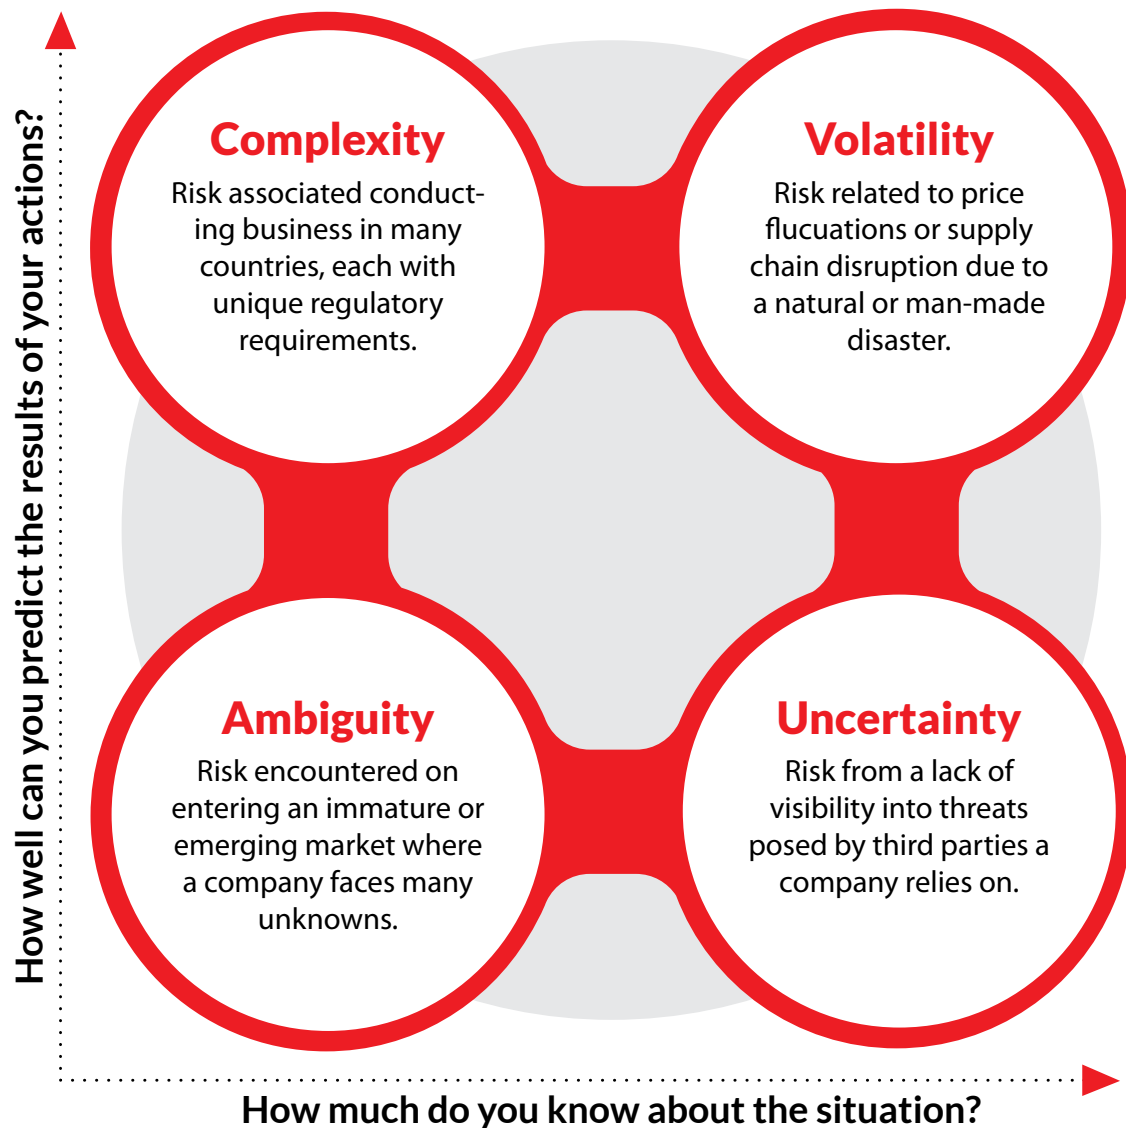 How well can you predict the results of your actions?
Complexity
Risk associated conduct-
ing business in many
countries, each with
unique regulatory
requirements.
Volatility
Risk related to price
flucuations or supply
chain disruption due to
a natural or man-made
disaster.
Ambiguity
Risk encountered on
entering an immature or
emerging market where
a company faces many
unknowns.
Uncertainty
Risk from a lack of
visibility into threats
posed by third parties a
company relies on.
How much do you know about the situation?